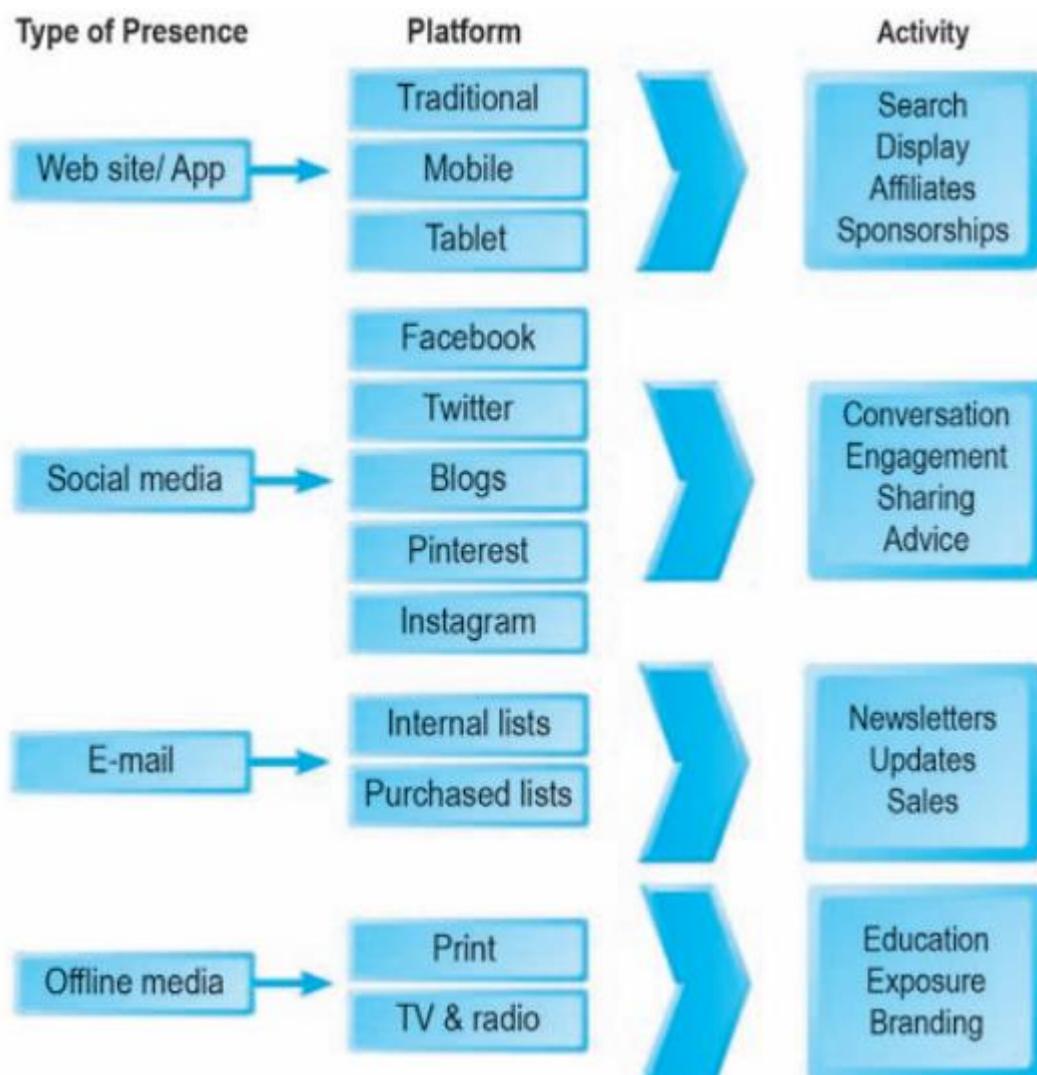 Type of Presence
Platform
Activity
Web site/ App
Traditional
Mobile
Tablet
Search
Display
Affiliates
Sponsorships
Social media
Facebook
Twitter
Blogs
Pinterest
Instagram
Conversation
Engagement
Sharing
Advice
E-mail
Internal lists
Purchased lists
Newsletters
Updates
Sales
Offline media
Print
TV & radio
Education
Exposure
Branding